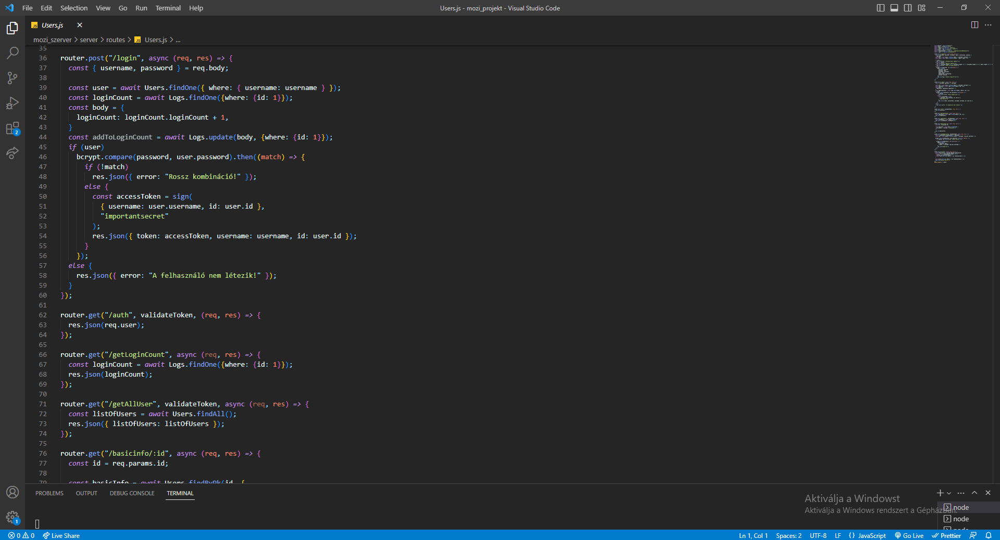 File Edit Selection View Go Run Terminal Help
Users.js - mozi_projekt - Visual Studio Code
JS Users.js
mozi_szerver > server > routes > JS Users.js > ...
35
36 router.post("/login", async (req, res) => {
37 const { username, password } = req.body;
38
39 const user = await Users.findOne({ where: { username: username } });
40 const loginCount = await Logs.findOne({where: {id: 1}});
41 const body = {
42 loginCount: loginCount.loginCount + 1,
43 }
44 const addToLoginCount = await Logs.update(body, {where: {id: 1}});
45 if (user)
46 bcrypt.compare(password, user.password).then((match) => {
47 if (!match)
48 res.json({ error: "Rossz kombináció!" });
49 else {
50 const accessToken = sign(
51 { username: user.username, id: user.id },
52 "importantsecret"
53 );
54 res.json({ token: accessToken, username: username, id: user.id });
55 }
56 });
57 else {
58 res.json({ error: "A felhasználó nem létezik!" });
59 }
60 });
61
62 router.get("/auth", validateToken, (req, res) => {
63 res.json(req.user);
64 });
65
66 router.get("/getLoginCount", async (req, res) => {
67 const loginCount = await Logs.findOne({where: {id: 1}});
68 res.json(loginCount);
69 });
70
71 router.get("/getAllUser", validateToken, async (req, res) => {
72 const listOfUsers = await Users.findAll();
73 res.json({ listOfUsers: listOfUsers });
74 });
75
76 router.get("/basicinfo/:id", async (req, res) => {
77 const id = req.params.id;
78
79 const basicInfo = await Users.findByPk(id, {
PROBLEMS OUTPUT DEBUG CONSOLE TERMINAL
Aktiválja a Windowst
Aktiválja a Windows rendszert a Gépházban.
node
node
node
2
1
0 0 Live Share
Ln 1, Col 1 Spaces: 2 UTF-8 LF {} JavaScript Go Live Prettier